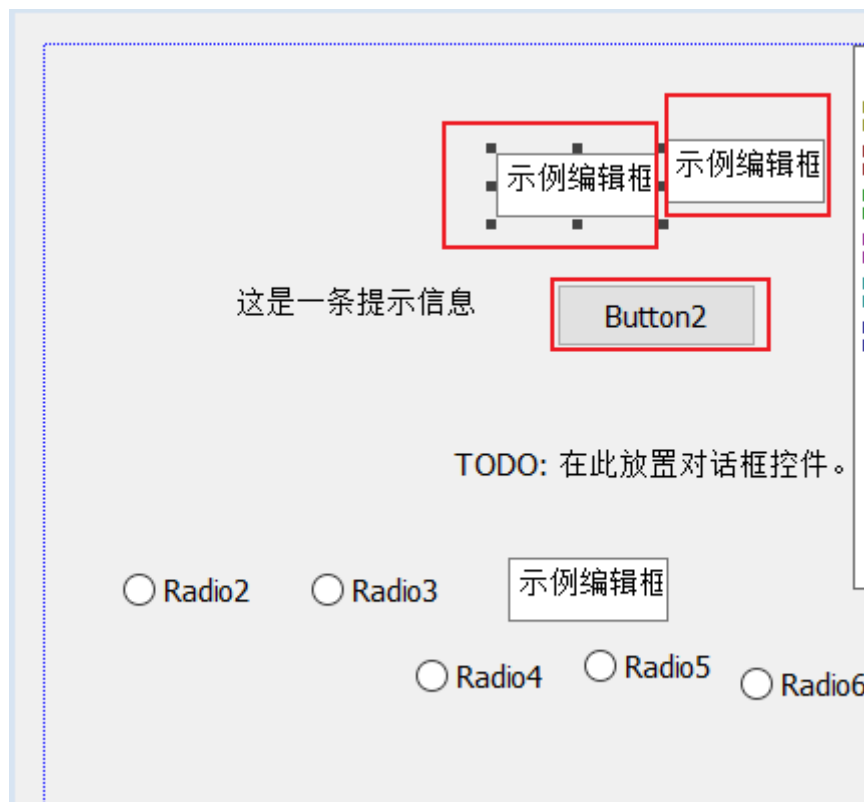 示例编辑框
示例编辑框
这是一条提示信息
Button2
TODO: 在此放置对话框控件。
Radio2
Radio3
示例编辑框
Radio4
Radio5
Radio6